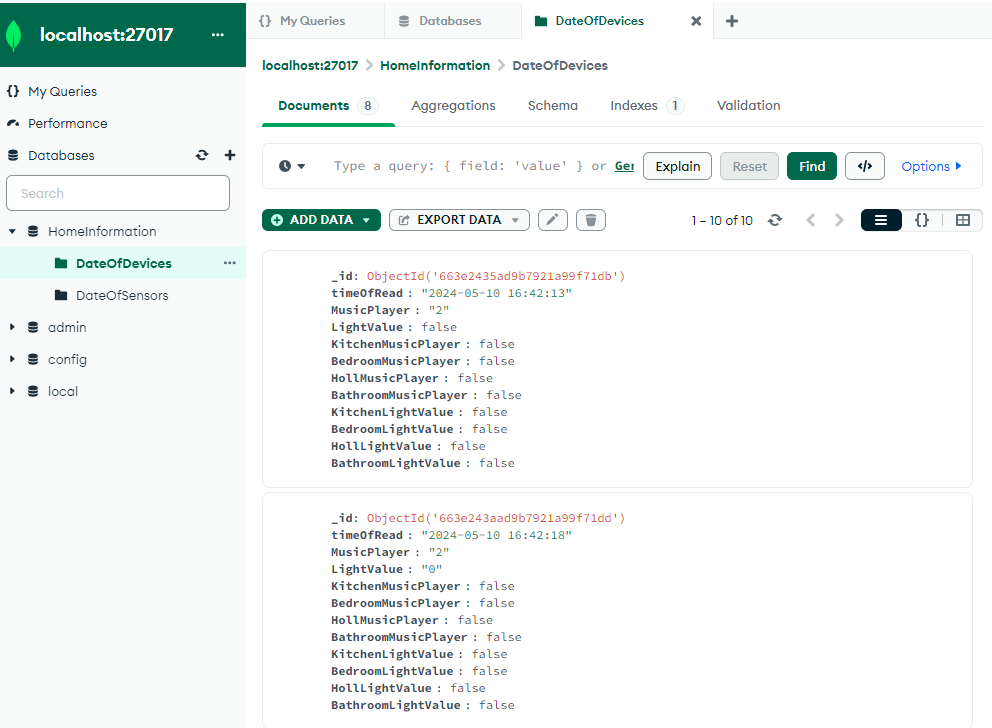 localhost:27017
My Queries
Databases
DateOfDevices
localhost:27017 > HomeInformation > DateOfDevices
My Queries
Performance
Databases
Search
HomeInformation
DateOfDevices
DateOfSensors
admin
config
local
Documents 8 Aggregations Schema Indexes 1 Validation
Type a query: { field: 'value' } or Ger Explain Reset Find </> Options
ADD DATA EXPORT DATA 1 – 10 of 10 {}
_id: ObjectId('663e2435ad9b7921a99f71db')
timeOfRead : "2024-05-10 16:42:13"
MusicPlayer : "2"
LightValue : false
KitchenMusicPlayer : false
BedroomMusicPlayer : false
HollMusicPlayer : false
BathroomMusicPlayer : false
KitchenLightValue : false
BedroomLightValue : false
HollLightValue : false
BathroomLightValue : false
_id: ObjectId('663e243aad9b7921a99f71dd')
timeOfRead : "2024-05-10 16:42:18"
MusicPlayer : "2"
LightValue : "0"
KitchenMusicPlayer : false
BedroomMusicPlayer : false
HollMusicPlayer : false
BathroomMusicPlayer : false
KitchenLightValue : false
BedroomLightValue : false
HollLightValue : false
BathroomLightValue : false